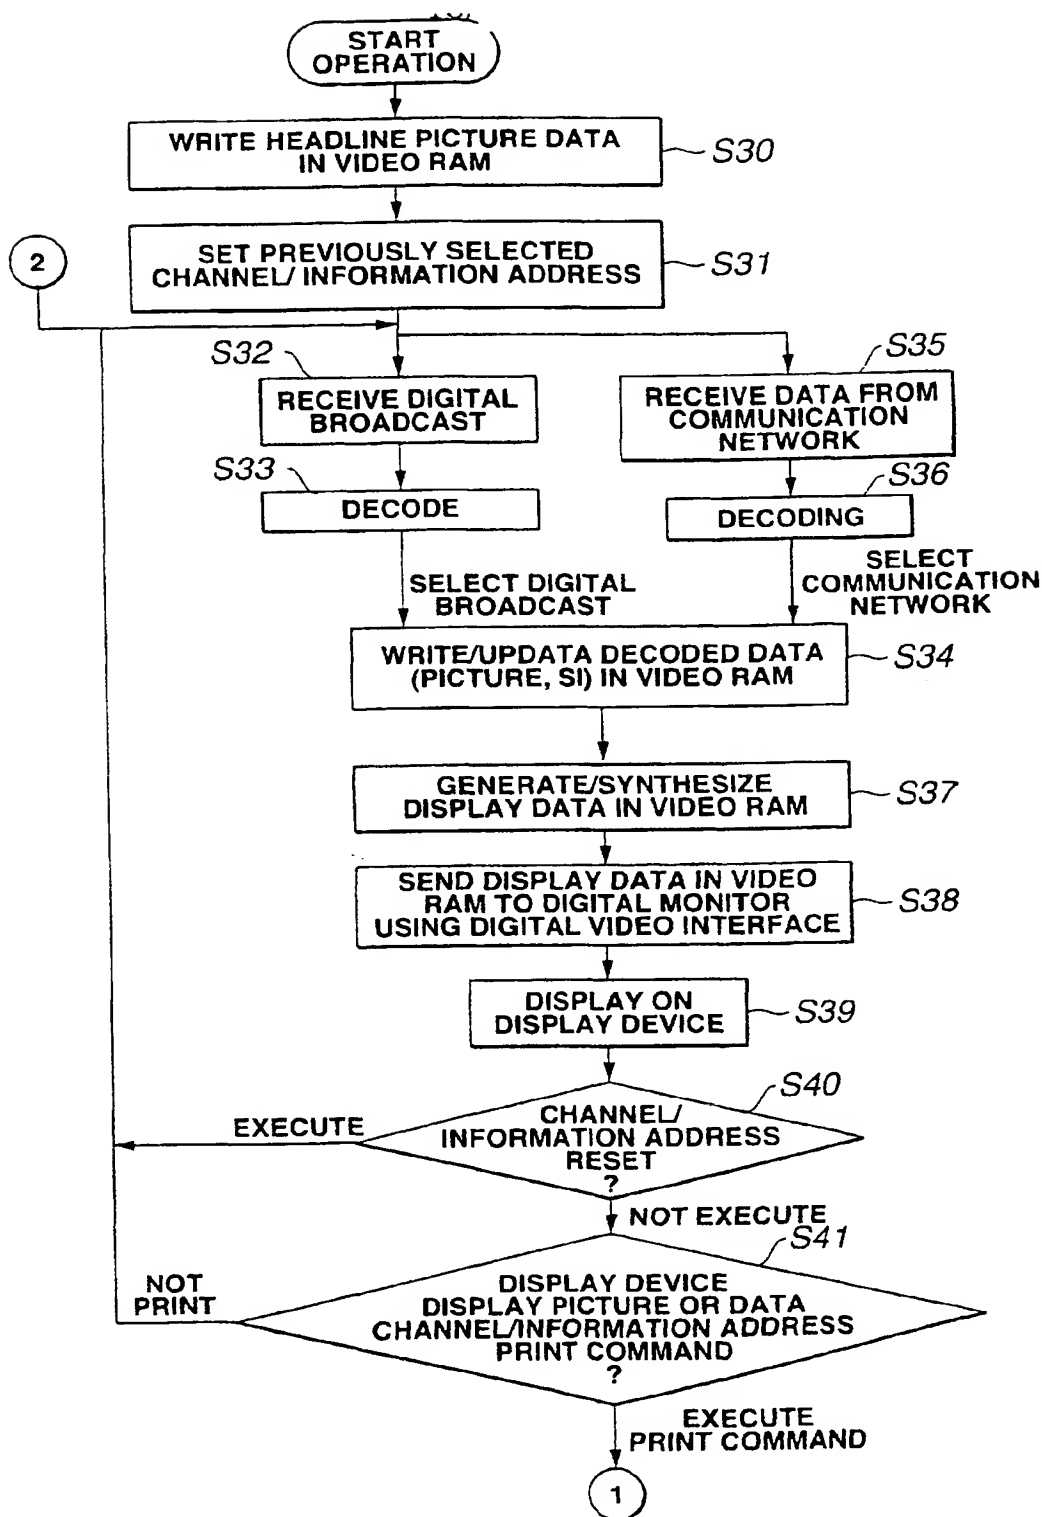 START
OPERATION
WRITE HEADLINE PICTURE DATA
IN VIDEO RAM
S30
SET PREVIOUSLY SELECTED
CHANNEL/ INFORMATION ADDRESS
S31
2
S32
RECEIVE DIGITAL
BROADCAST
S35
RECEIVE DATA FROM
COMMUNICATION
NETWORK
S33
DECODE
S36
DECODING
SELECT DIGITAL
BROADCAST
SELECT
COMMUNICATION
NETWORK
WRITE/UPDATA DECODED DATA
(PICTURE, SI) IN VIDEO RAM
S34
GENERATE/SYNTHESIZE
DISPLAY DATA IN VIDEO RAM
S37
SEND DISPLAY DATA IN VIDEO
RAM TO DIGITAL MONITOR
USING DIGITAL VIDEO INTERFACE
S38
DISPLAY ON
DISPLAY DEVICE
S39
S40
CHANNEL/
INFORMATION ADDRESS
RESET
?
EXECUTE
NOT EXECUTE
S41
NOT
PRINT
DISPLAY DEVICE
DISPLAY PICTURE OR DATA
CHANNEL/INFORMATION ADDRESS
PRINT COMMAND
?
EXECUTE
PRINT COMMAND
1